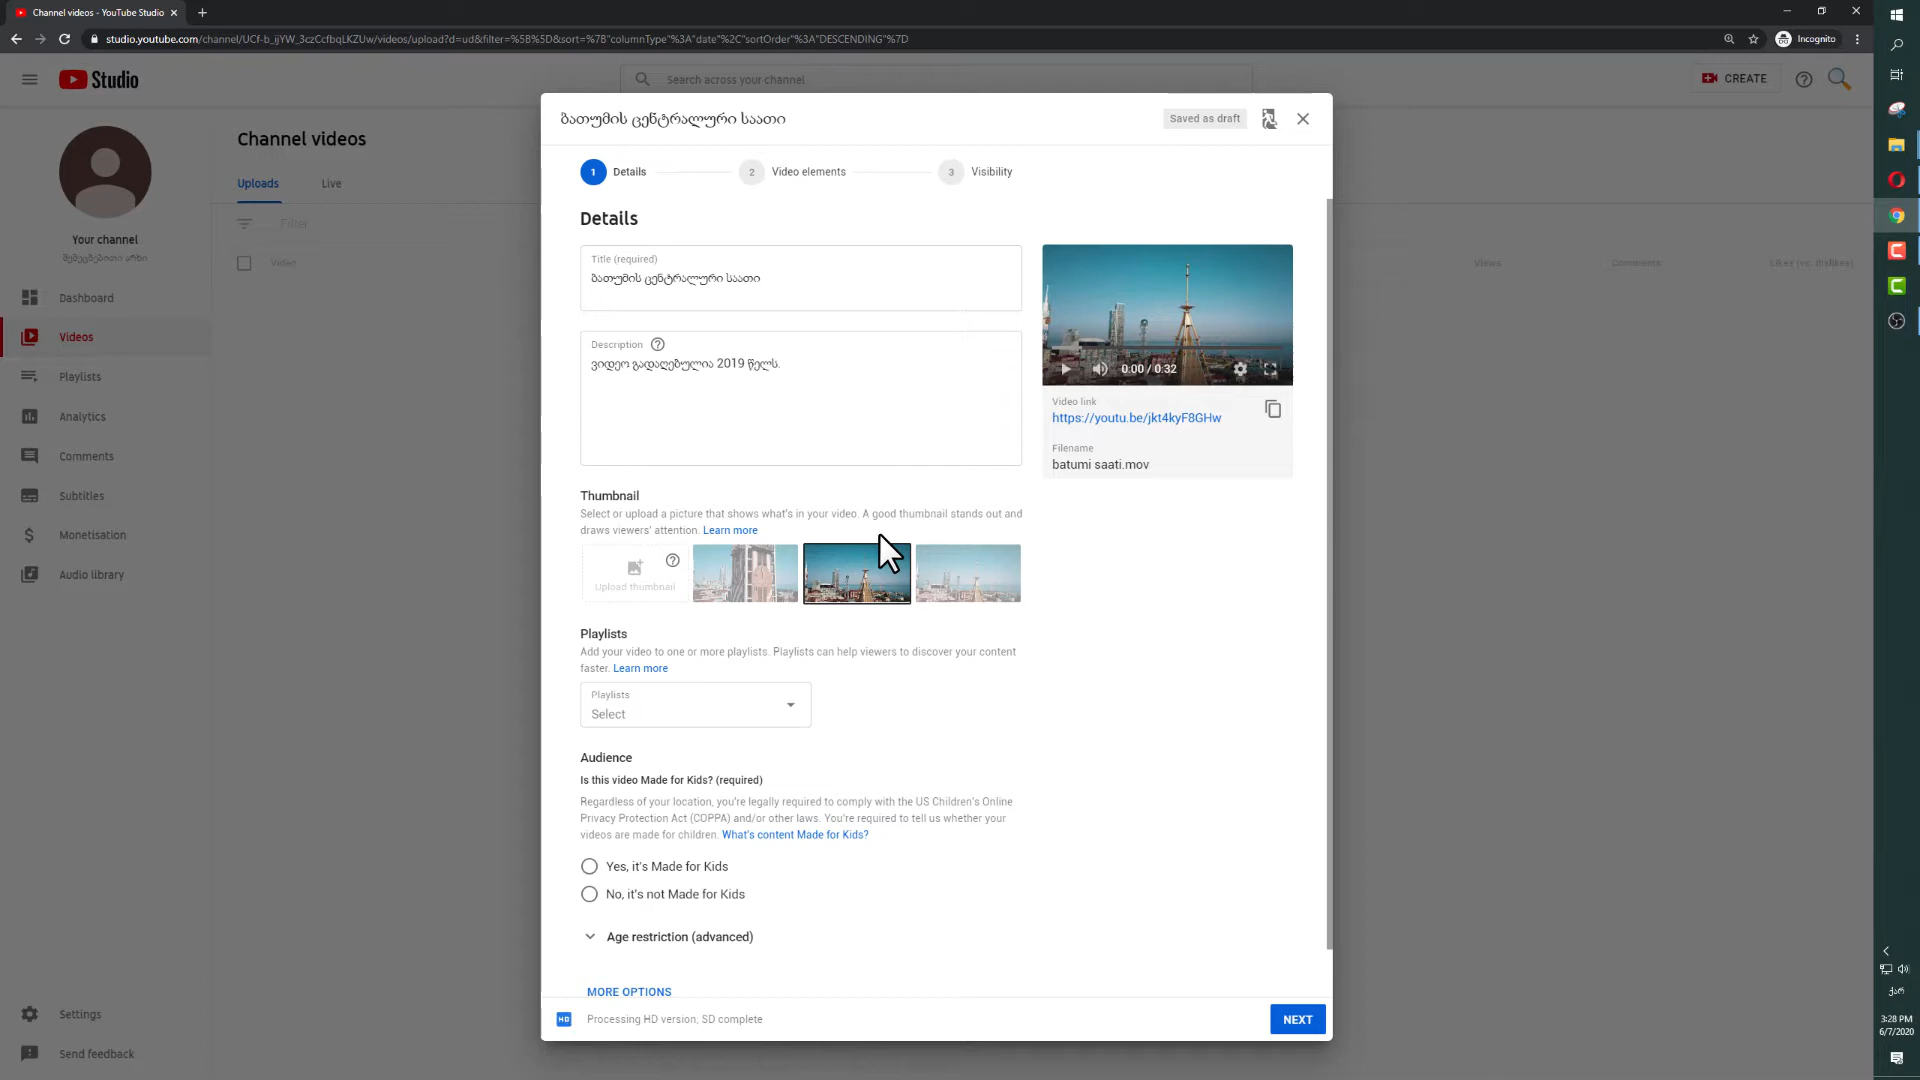 Channel videos - YouTube Studio
studio.youtube.com/channel/UCf-b_ijYW_3czCcfbqLKZUw/videos/upload?d=ud&filter=%5B%5D&sort=%7B"columnType"%3A"date"%2C"sortOrder"%3A"DESCENDING"%7D
Incognito
Studio
Search across your channel
CREATE
Channel videos
Uploads
Live
Filter
Video
Views
Comments
Likes (vs. dislikes)
Your channel
შემეცნებითი არხი
Dashboard
Videos
Playlists
Analytics
Comments
Subtitles
Monetisation
Audio library
Settings
Send feedback
ბათუმის ცენტრალური საათი
Saved as draft
1 Details
2 Video elements
3 Visibility
Details
Title (required)
ბათუმის ცენტრალური საათი
Description
ვიდეო გადაღებულია 2019 წელს.
0:00 / 0:32
Video link
https://youtu.be/jkt4kyF8GHw
Filename
batumi saati.mov
Thumbnail
Select or upload a picture that shows what's in your video. A good thumbnail stands out and
draws viewers' attention. Learn more
Upload thumbnail
Playlists
Add your video to one or more playlists. Playlists can help viewers to discover your content
faster. Learn more
Playlists
Select
Audience
Is this video Made for Kids? (required)
Regardless of your location, you're legally required to comply with the US Children's Online
Privacy Protection Act (COPPA) and/or other laws. You're required to tell us whether your
videos are made for children. What's content Made for Kids?
Yes, it's Made for Kids
No, it's not Made for Kids
Age restriction (advanced)
MORE OPTIONS
HD
Processing HD version; SD complete
NEXT
ქარ
3:28 PM
6/7/2020